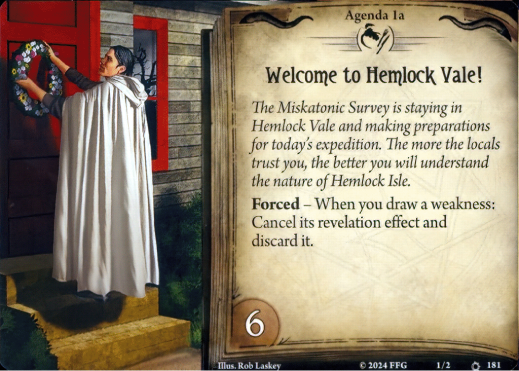 Agenda 1a
Welcome to Hemlock Vale!
The Miskatonic Survey is staying in
Hemlock Vale and making preparations
for today's expedition. The more the locals
trust you, the better you will understand
the nature of Hemlock Isle.
Forced – When you draw a weakness:
Cancel its revelation effect and
discard it.
6
Illus. Rob Laskey © 2024 FFG 1/2 181